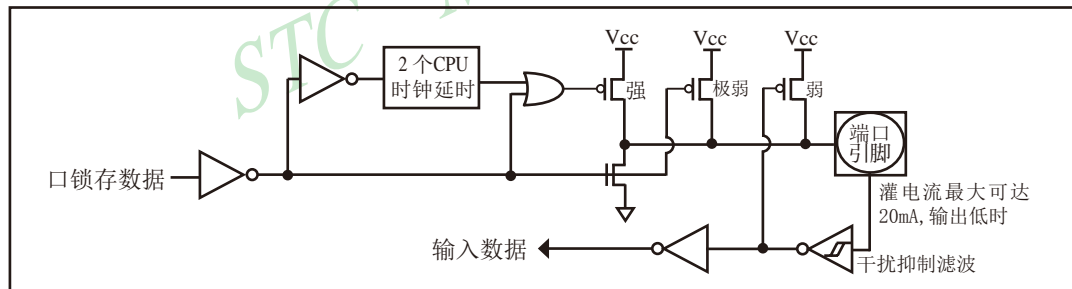 STC
Vcc
Vcc
Vcc
2 个CPU
时钟延时
强
极弱
弱
端口
引脚
口锁存数据
灌电流最大可达
20mA,输出低时
输入数据
干扰抑制滤波